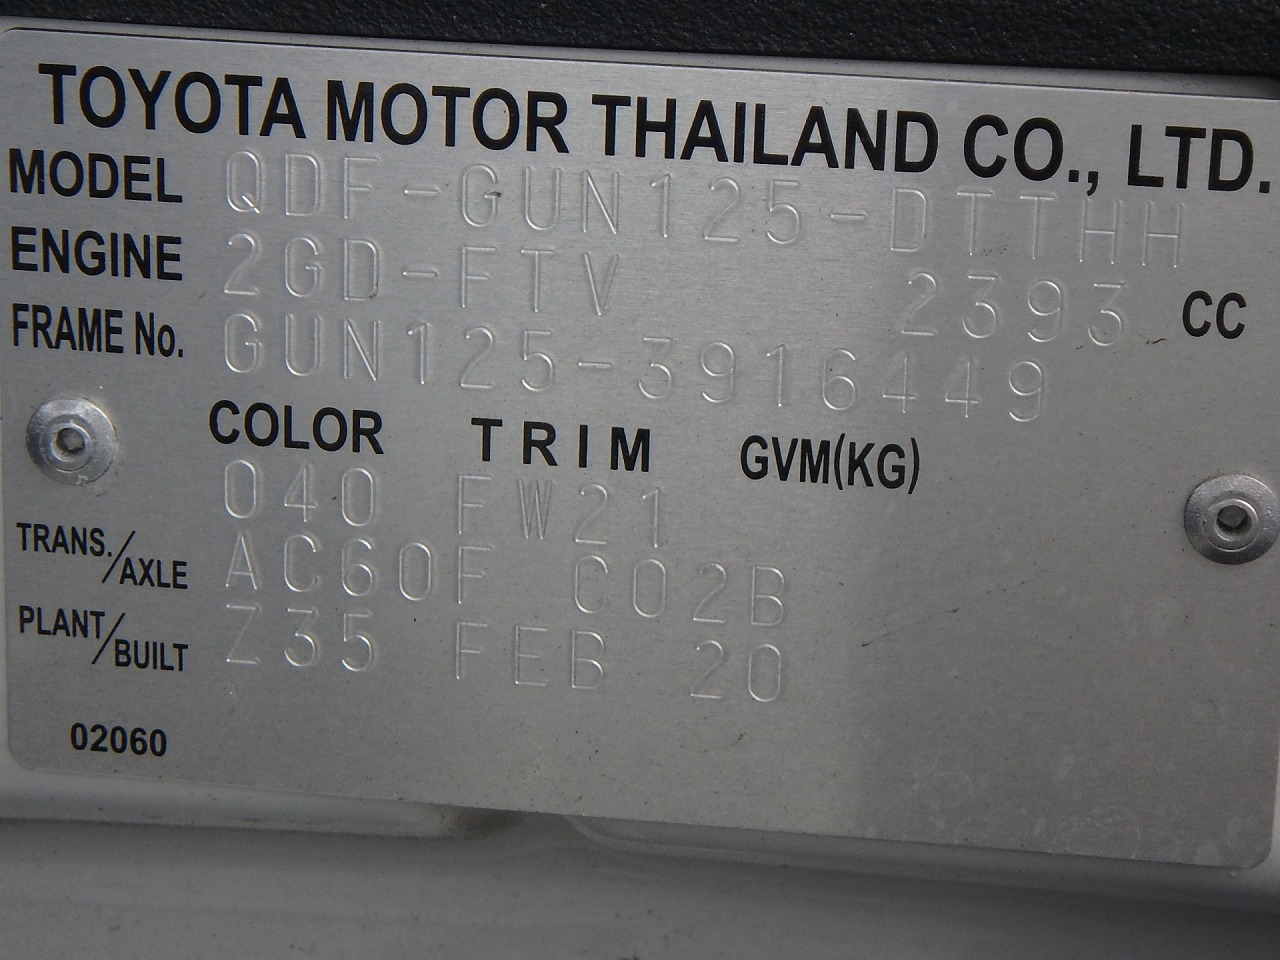 TOYOTA MOTOR THAILAND CO., LTD.
MODEL QDF-GUN125-DTTHH
ENGINE 2GD-FTV 2393 CC
FRAME No. GUN125-3916449
COLOR TRIM GVM(KG)
040 FW21
TRANS./AXLE AC60F C02B
PLANT/BUILT Z35 FEB 20
02060